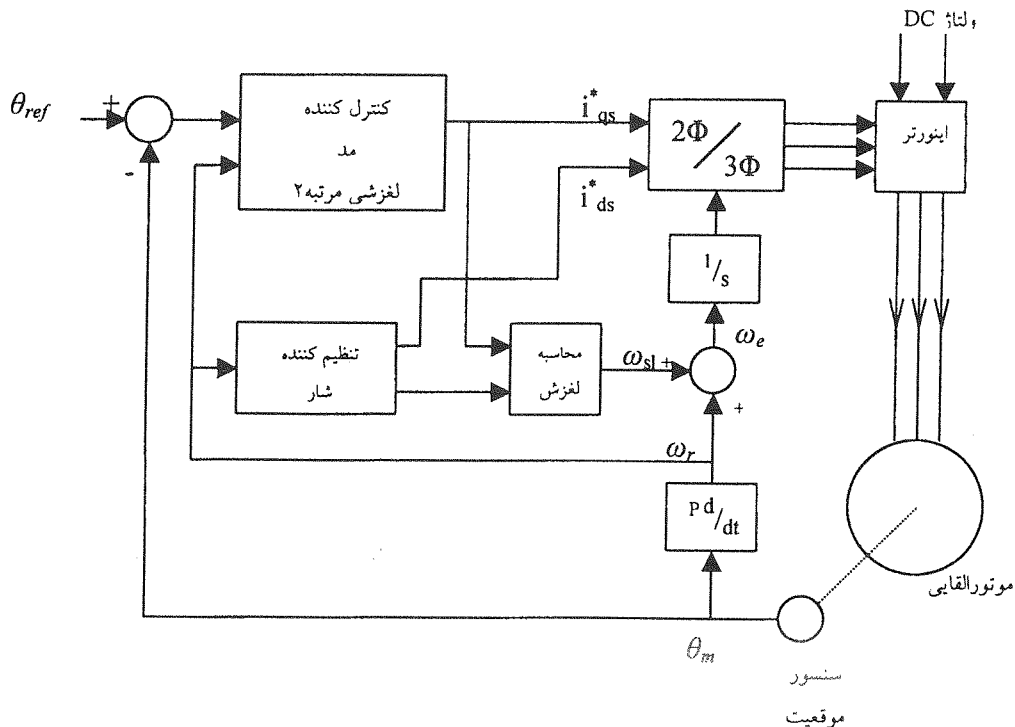 ولتاژ DC
θref
+
-
کنترل کننده
مد
لغزشی مرتبه۲
i*qs
i*ds
2Φ/3Φ
اینورتر
1/s
ωe
تنظیم کننده
شار
محاسبه
لغزش
ωsl +
+
ωr
P d/dt
موتورالقایی
θm
سنسور
موقعیت